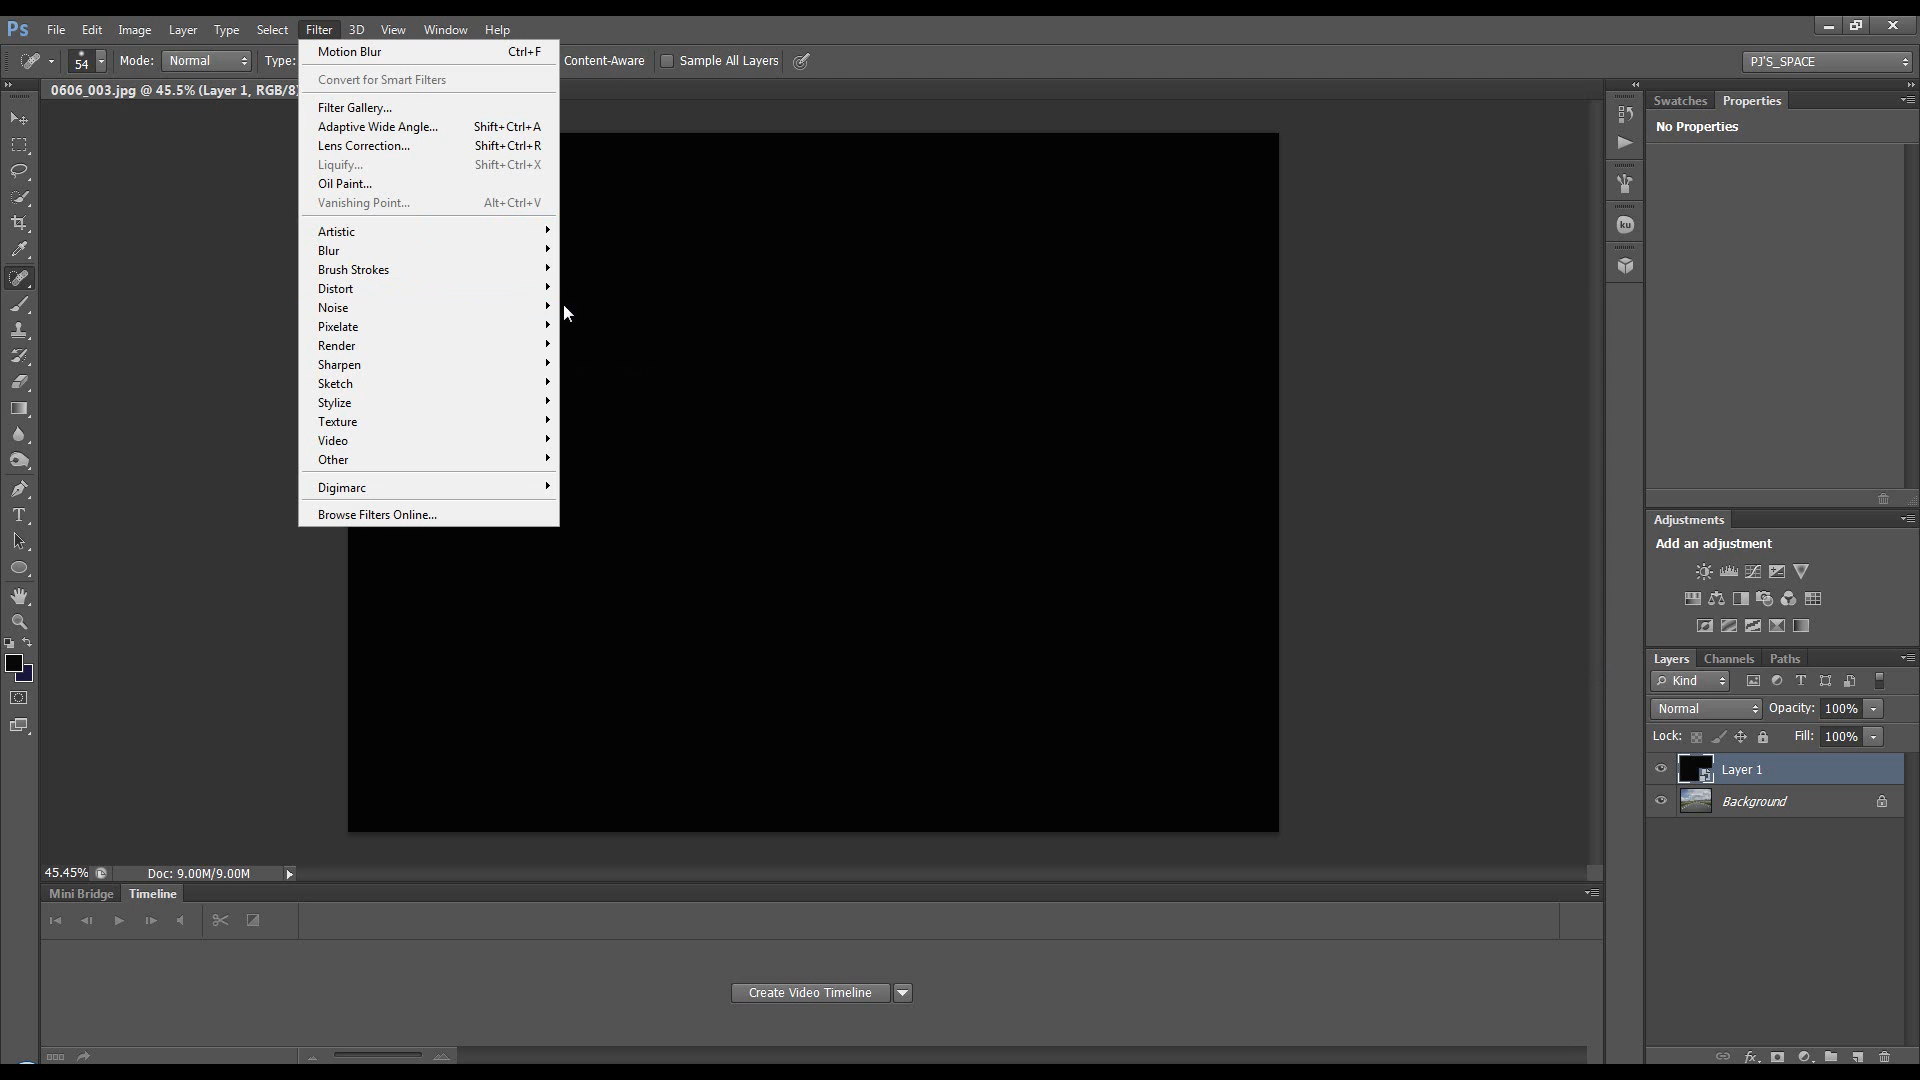 Ps File Edit Image Layer Type Select Filter 3D View Window Help
54 Mode: Normal Type: Content-Aware Sample All Layers PJ'S_SPACE
0606_003.jpg @ 45.5% (Layer 1, RGB/8)
Motion Blur Ctrl+F
Convert for Smart Filters
Filter Gallery...
Adaptive Wide Angle... Shift+Ctrl+A
Lens Correction... Shift+Ctrl+R
Liquify... Shift+Ctrl+X
Oil Paint...
Vanishing Point... Alt+Ctrl+V
Artistic
Blur
Brush Strokes
Distort
Noise
Pixelate
Render
Sharpen
Sketch
Stylize
Texture
Video
Other
Digimarc
Browse Filters Online...
Swatches Properties
No Properties
ku
Adjustments
Add an adjustment
Layers Channels Paths
Kind
Normal Opacity: 100%
Lock: Fill: 100%
Layer 1
Background
45.45% Doc: 9.00M/9.00M
Mini Bridge Timeline
Create Video Timeline